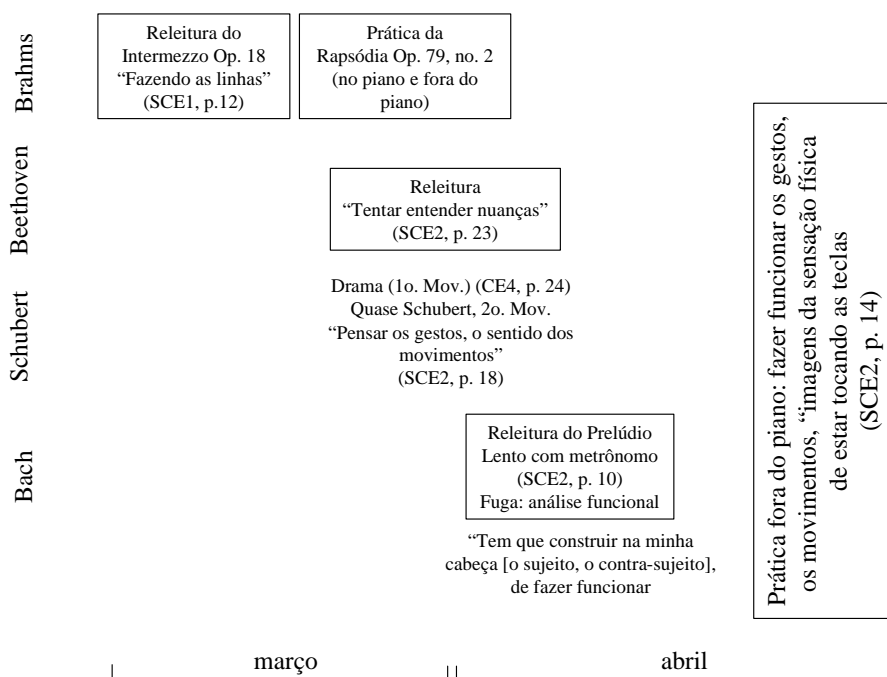 Brahms
Releitura do
Intermezzo Op. 18
“Fazendo as linhas”
(SCE1, p.12)
Prática da
Rapsódia Op. 79, no. 2
(no piano e fora do
piano)
Beethoven
Releitura
“Tentar entender nuanças”
(SCE2, p. 23)
Schubert
Drama (1o. Mov.) (CE4, p. 24)
Quase Schubert, 2o. Mov.
“Pensar os gestos, o sentido dos
movimentos”
(SCE2, p. 18)
Bach
Releitura do Prelúdio
Lento com metrônomo
(SCE2, p. 10)
Fuga: análise funcional
“Tem que construir na minha
cabeça [o sujeito, o contra-sujeito],
de fazer funcionar
Prática fora do piano: fazer funcionar os gestos,
os movimentos, “imagens da sensação física
de estar tocando as teclas
(SCE2, p. 14)
março
abril